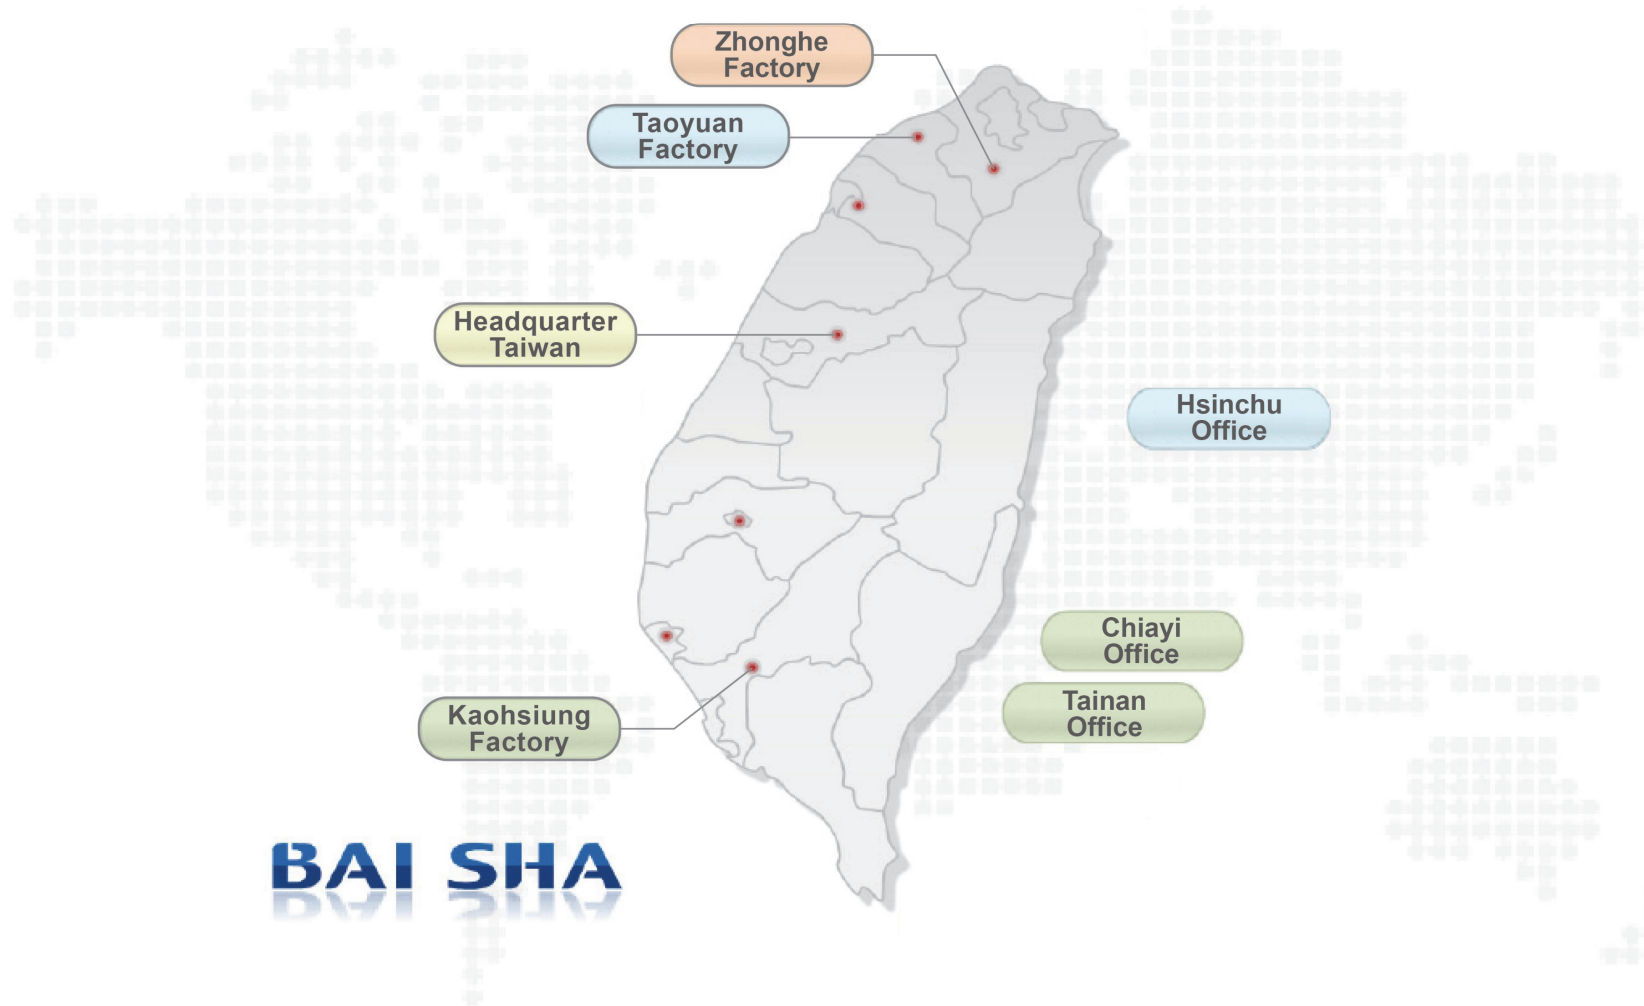 Zhonghe
Factory
Taoyuan
Factory
Headquarter
Taiwan
Hsinchu
Office
Chiayi
Office
Tainan
Office
Kaohsiung
Factory
BAI SHA